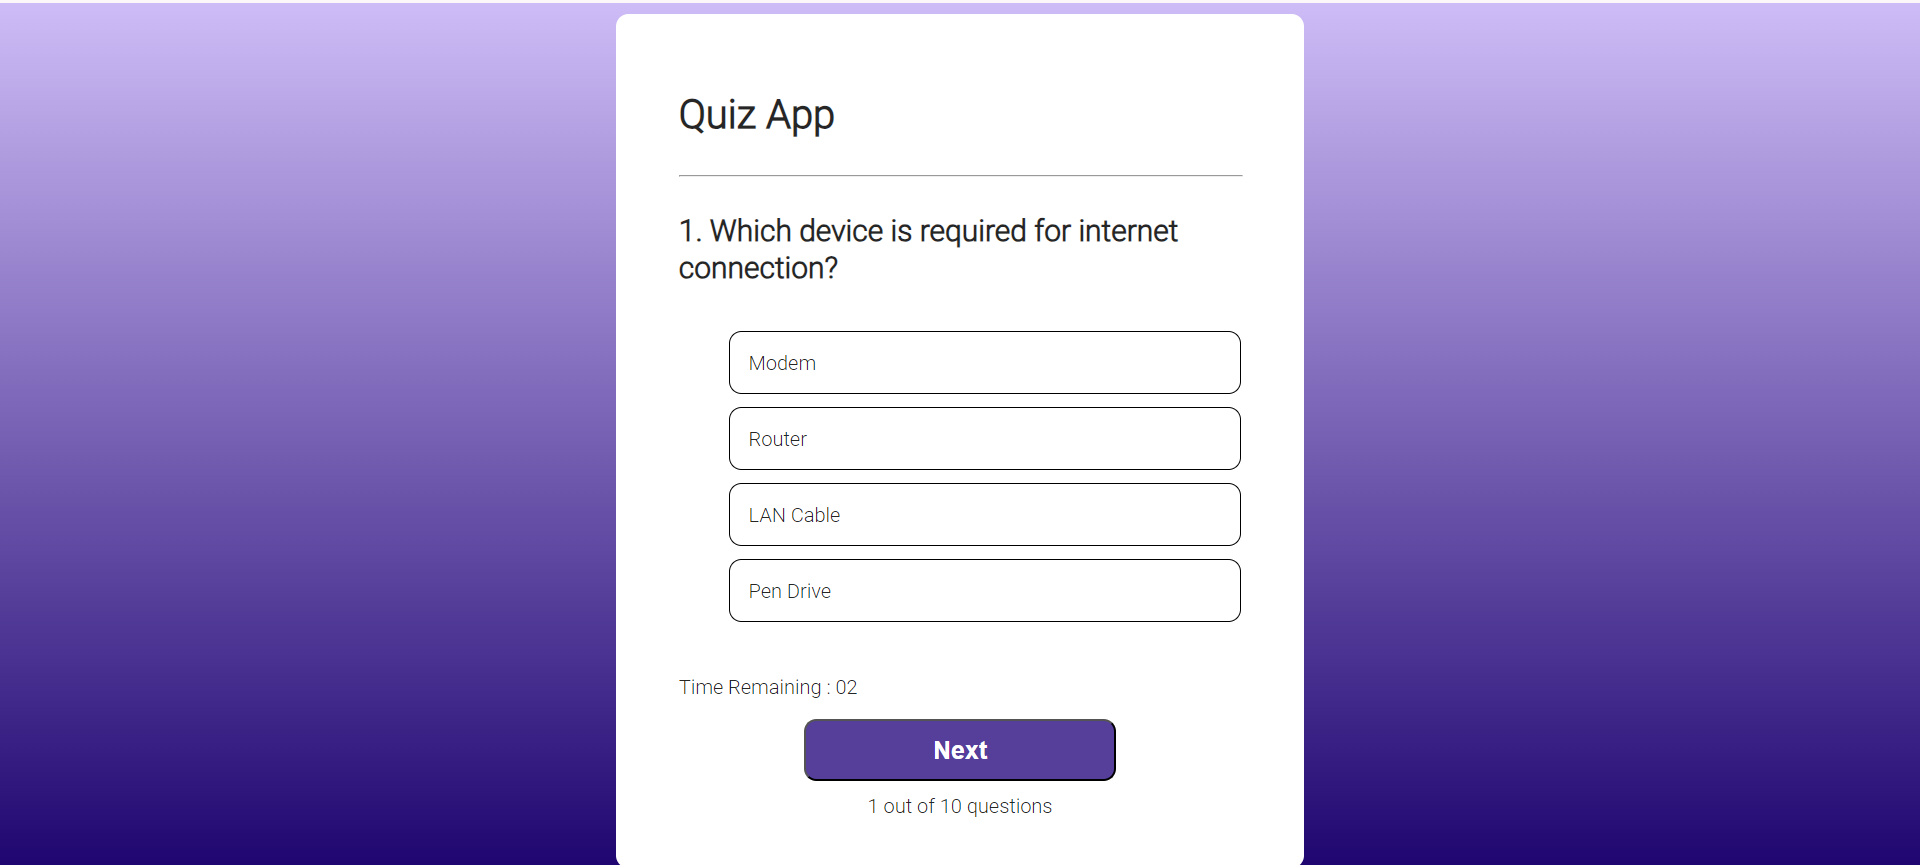 Quiz App
1. Which device is required for internet
connection?
Modem
Router
LAN Cable
Pen Drive
Time Remaining : 02
Next
1 out of 10 questions